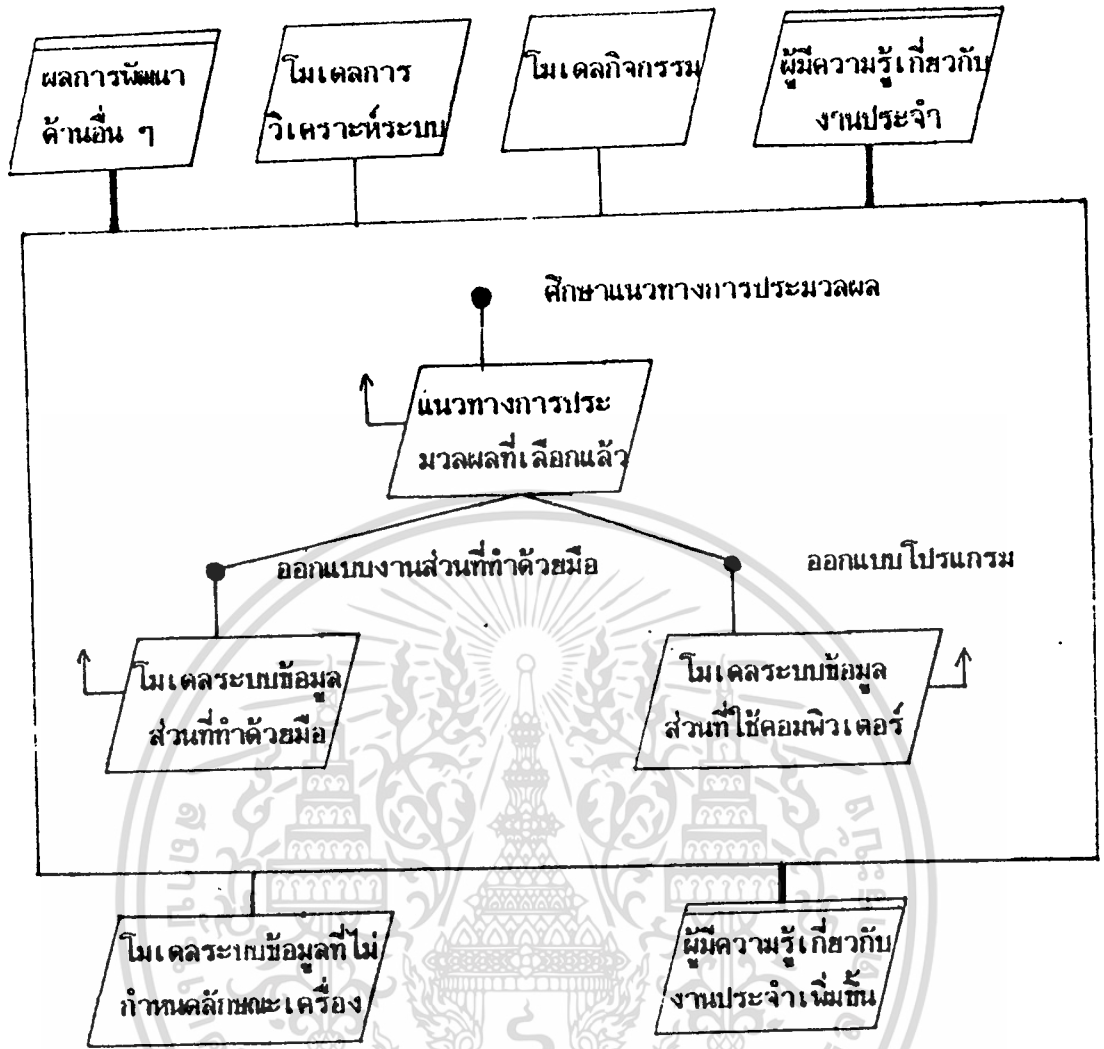 ผลการพัฒนา
ด้านอื่น ๆ
โมเดลการ
วิเคราะห์ระบบ
โมเดลกิจกรรม
ผู้มีความรู้เกี่ยวกับ
งานประจำ
ศึกษาแนวทางการประมวลผล
แนวทางการประ
มวลผลที่เลือกแล้ว
ออกแบบงานส่วนที่ทำด้วยมือ
ออกแบบโปรแกรม
โมเดลระบบข้อมูล
ส่วนที่ทำด้วยมือ
โมเดลระบบข้อมูล
ส่วนที่ใช้คอมพิวเตอร์
โมเดลระบบข้อมูลที่ไม่
กำหนดลักษณะเครื่อง
ผู้มีความรู้เกี่ยวกับ
งานประจำเพิ่มขึ้น